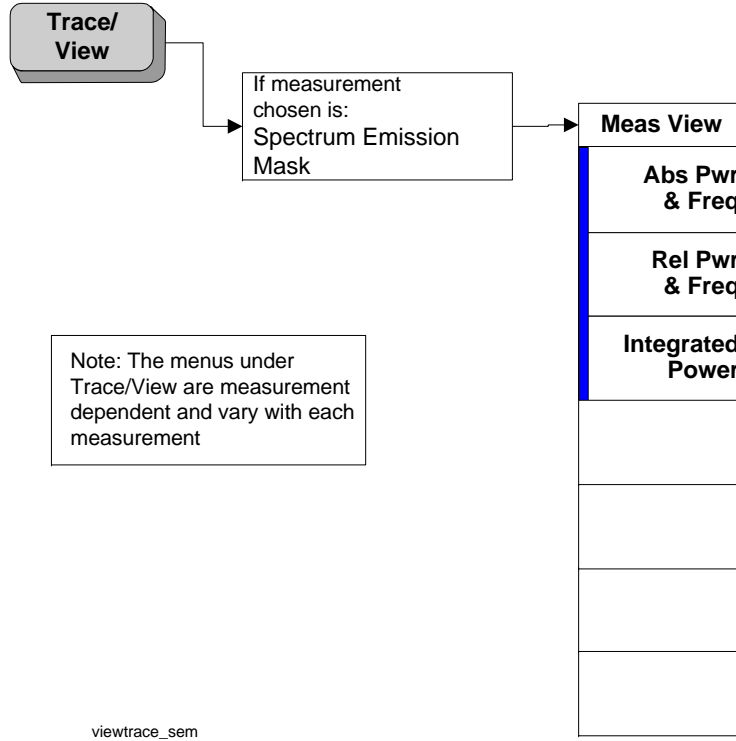 Trace/
View
If measurement
chosen is:
Spectrum Emission
Mask
Meas View
Abs Pwr
& Freq
Rel Pwr
& Freq
Integrated
Power
Note: The menus under
Trace/View are measurement
dependent and vary with each
measurement
viewtrace_sem